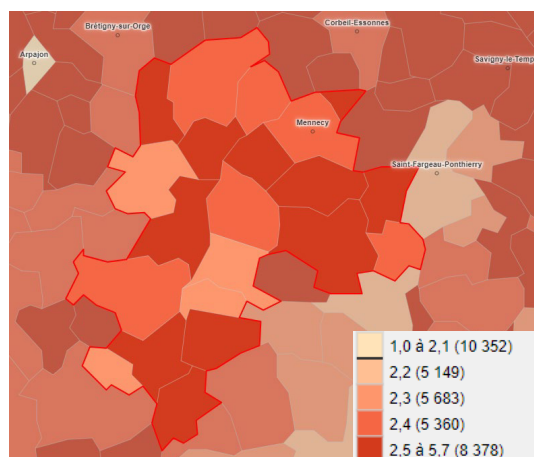 Brétigny-sur-Orge
Corbeil-Essonnes
Arpajon
Savigny-le-Temp
Mennecy
Saint-Fargeau-Ponthierry
1,0 à 2,1 (10 352)
2,2 (5 149)
2,3 (5 683)
2,4 (5 360)
2,5 à 5,7 (8 378)